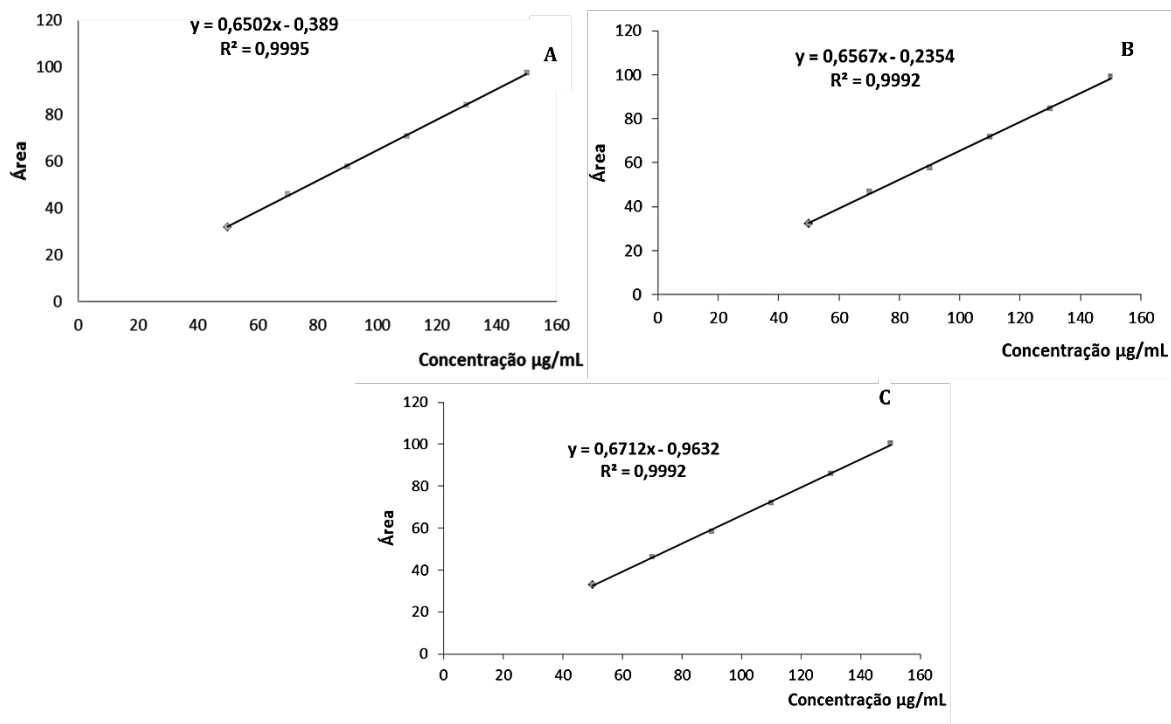 y = 0,6502x - 0,389
R² = 0,9995
A
120
100
80
60
40
20
0
Área
0 20 40 60 80 100 120 140 160
Concentração µg/mL
y = 0,6567x - 0,2354
R² = 0,9992
B
120
100
80
60
40
20
0
Área
0 20 40 60 80 100 120 140 160
Concentração µg/mL
y = 0,6712x - 0,9632
R² = 0,9992
C
120
100
80
60
40
20
0
Área
0 20 40 60 80 100 120 140 160
Concentração µg/mL